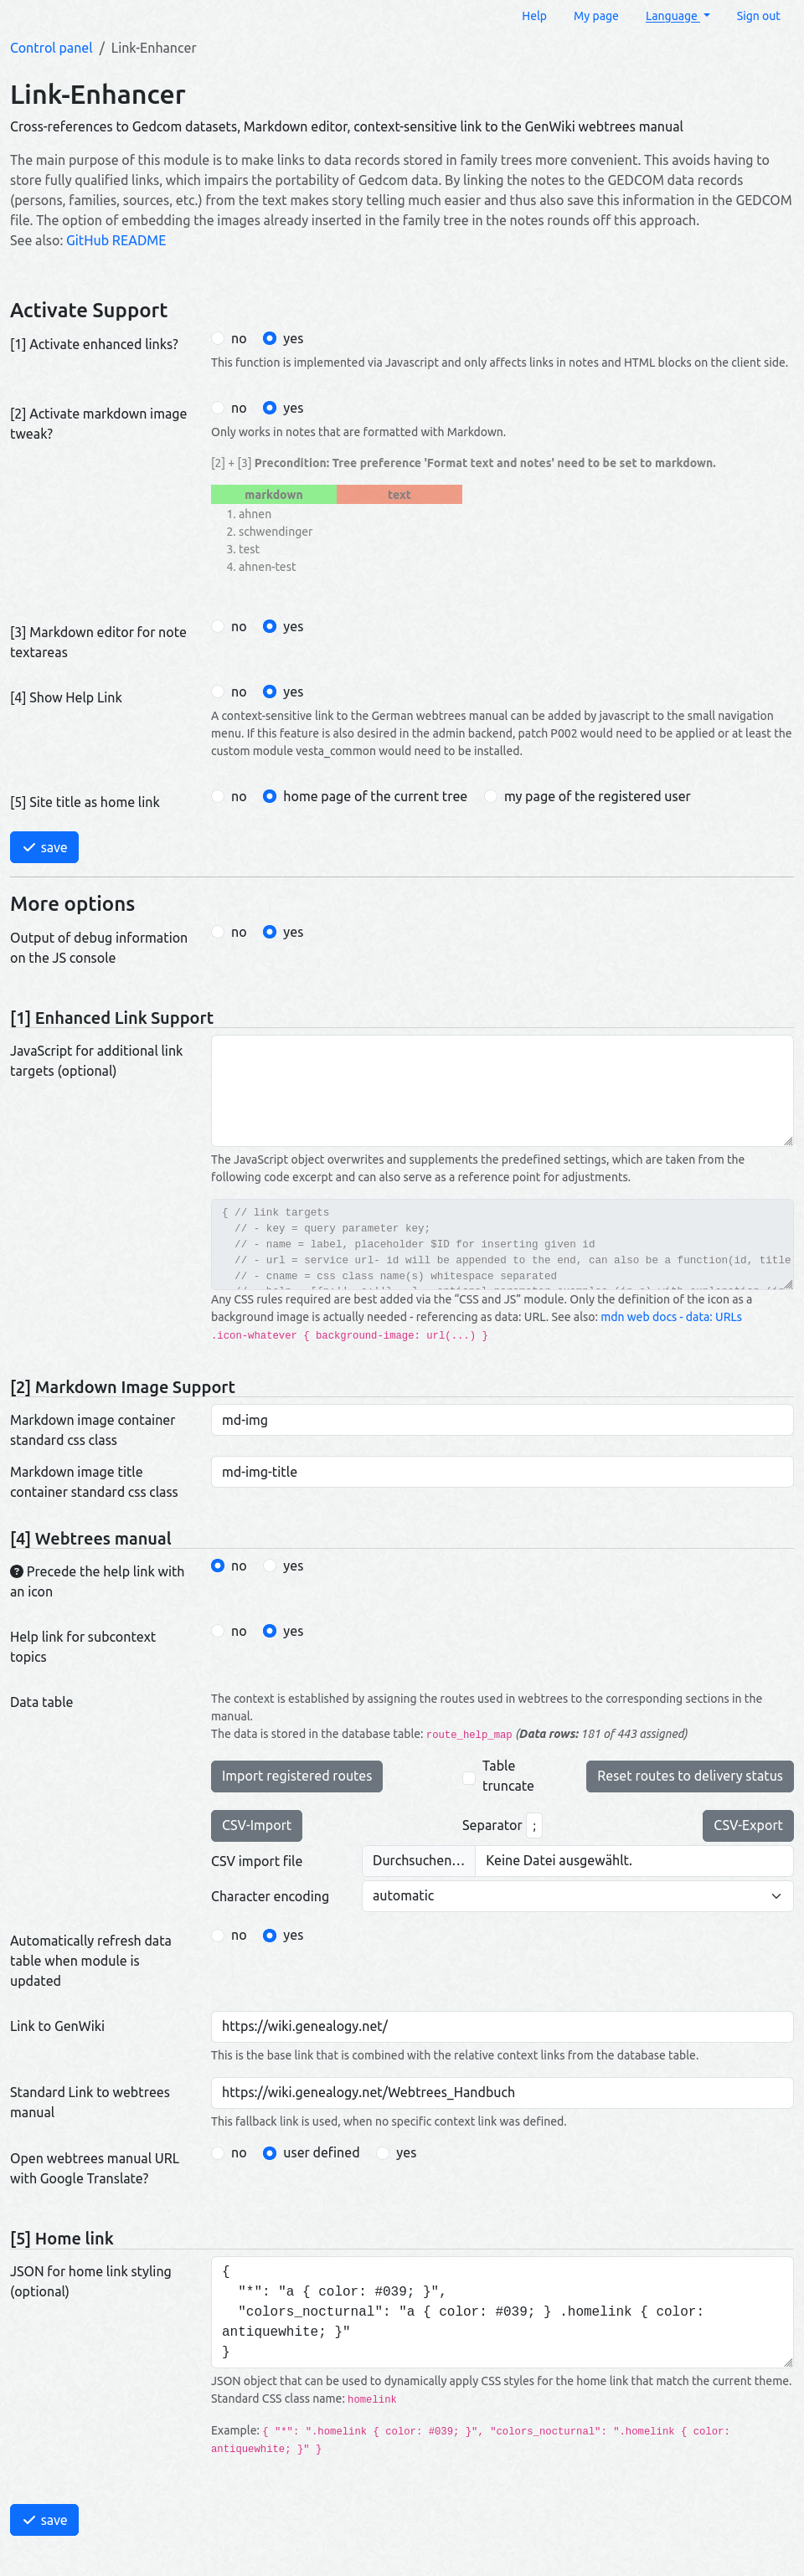 Help My page Language Sign out
Control panel / Link-Enhancer
Link-Enhancer
Cross-references to Gedcom datasets, Markdown editor, context-sensitive link to the GenWiki webtrees manual
The main purpose of this module is to make links to data records stored in family trees more convenient. This avoids having to
store fully qualified links, which impairs the portability of Gedcom data. By linking the notes to the GEDCOM data records
(persons, families, sources, etc.) from the text makes story telling much easier and thus also save this information in the GEDCOM
file. The option of embedding the images already inserted in the family tree in the notes rounds off this approach.
See also: GitHub README
Activate Support
[1] Activate enhanced links?
no yes
This function is implemented via Javascript and only affects links in notes and HTML blocks on the client side.
[2] Activate markdown image
tweak?
no yes
Only works in notes that are formatted with Markdown.
[2] + [3] Precondition: Tree preference 'Format text and notes' need to be set to markdown.
markdown text
1. ahnen
2. schwendinger
3. test
4. ahnen-test
[3] Markdown editor for note
textareas
no yes
[4] Show Help Link
no yes
A context-sensitive link to the German webtrees manual can be added by javascript to the small navigation
menu. If this feature is also desired in the admin backend, patch P002 would need to be applied or at least the
custom module vesta_common would need to be installed.
[5] Site title as home link
no home page of the current tree my page of the registered user
save
More options
Output of debug information
on the JS console
no yes
[1] Enhanced Link Support
JavaScript for additional link
targets (optional)
The JavaScript object overwrites and supplements the predefined settings, which are taken from the
following code excerpt and can also serve as a reference point for adjustments.
{ // link targets
// - key = query parameter key;
// - name = label, placeholder $ID for inserting given id
// - url = service url- id will be appended to the end, can also be a function(id, title
// - cname = css class name(s) whitespace separated
Any CSS rules required are best added via the “CSS and JS” module. Only the definition of the icon as a
background image is actually needed - referencing as data: URL. See also: mdn web docs - data: URLs
.icon-whatever { background-image: url(...) }
[2] Markdown Image Support
Markdown image container
standard css class
md-img
Markdown image title
container standard css class
md-img-title
[4] Webtrees manual
Precede the help link with
an icon
no yes
Help link for subcontext
topics
no yes
Data table
The context is established by assigning the routes used in webtrees to the corresponding sections in the
manual.
The data is stored in the database table: route_help_map (Data rows: 181 of 443 assigned)
Import registered routes
Table
truncate
Reset routes to delivery status
CSV-Import
Separator ;
CSV-Export
CSV import file
Durchsuchen… Keine Datei ausgewählt.
Character encoding
automatic
Automatically refresh data
table when module is
updated
no yes
Link to GenWiki
https://wiki.genealogy.net/
This is the base link that is combined with the relative context links from the database table.
Standard Link to webtrees
manual
https://wiki.genealogy.net/Webtrees_Handbuch
This fallback link is used, when no specific context link was defined.
Open webtrees manual URL
with Google Translate?
no user defined yes
[5] Home link
JSON for home link styling
(optional)
{
"*": "a { color: #039; }",
"colors_nocturnal": "a { color: #039; } .homelink { color:
antiquewhite; }"
}
JSON object that can be used to dynamically apply CSS styles for the home link that match the current theme.
Standard CSS class name: homelink
Example: { "*": ".homelink { color: #039; }", "colors_nocturnal": ".homelink { color:
antiquewhite; }" }
save